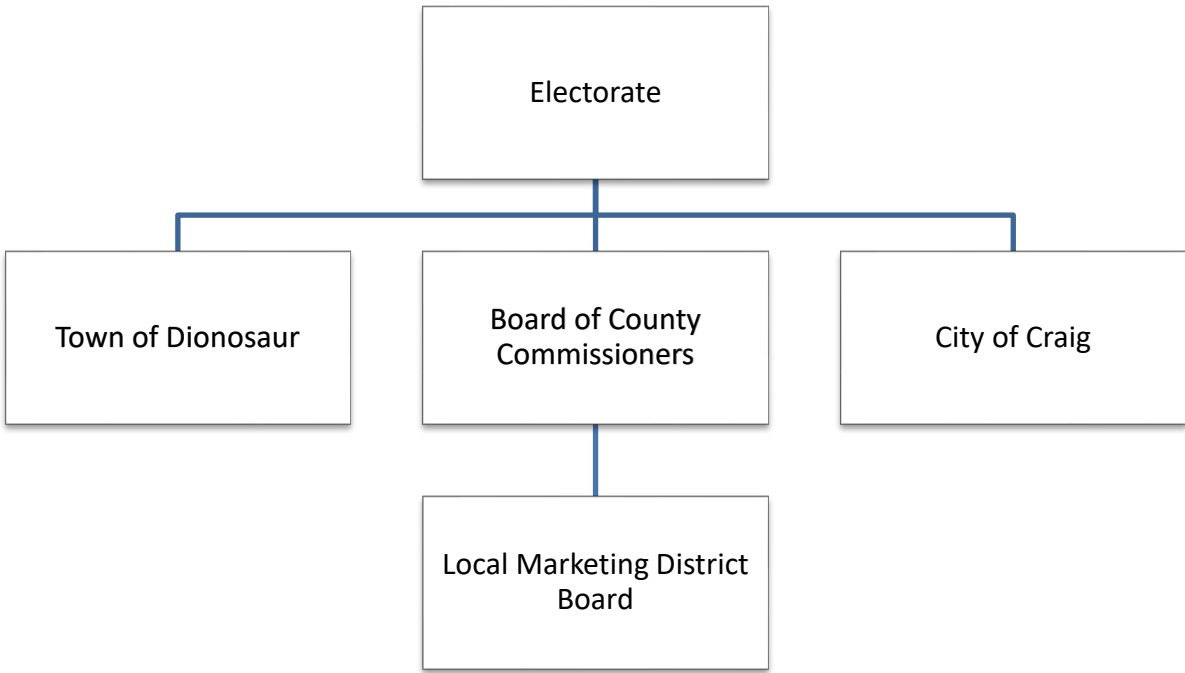 Electorate
Town of Dionosaur
Board of County
Commissioners
City of Craig
Local Marketing District
Board